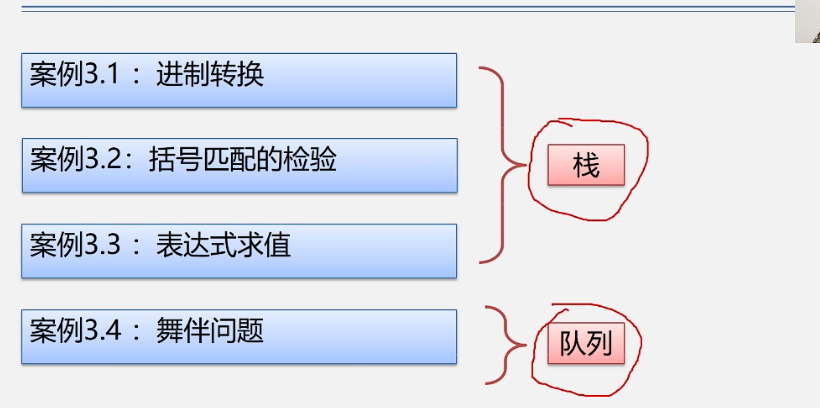 案例3.1 ：进制转换
案例3.2：括号匹配的检验
栈
案例3.3 ：表达式求值
案例3.4 ：舞伴问题
队列